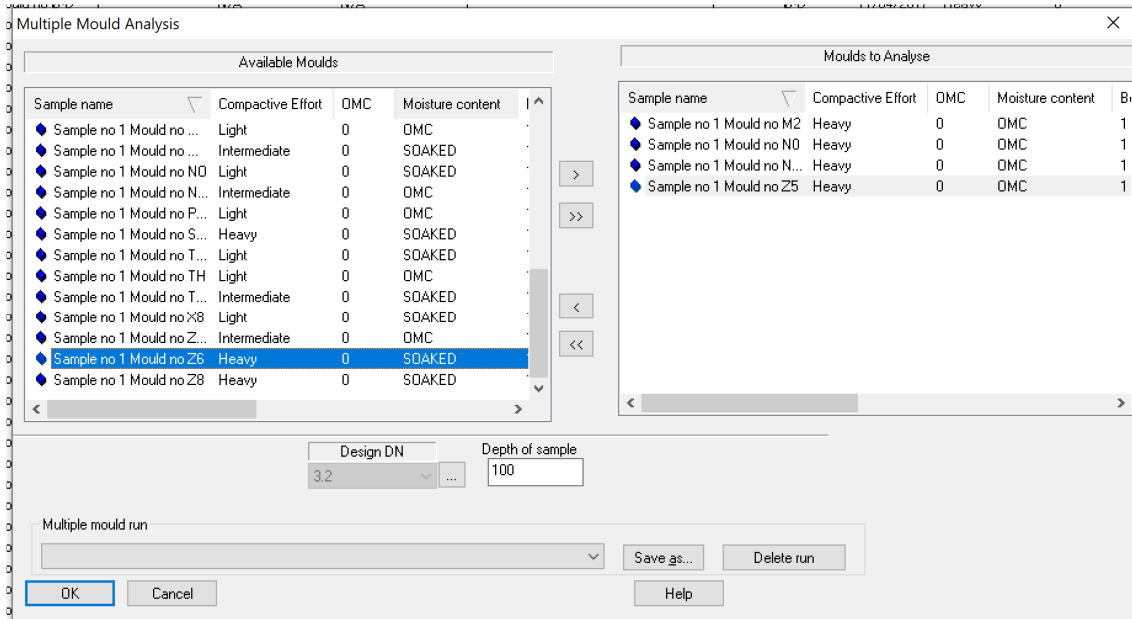 Multiple Mould Analysis
Available Moulds
Sample name Compactive Effort OMC Moisture content
Sample no 1 Mould no ... Light 0 OMC
Sample no 1 Mould no ... Intermediate 0 SOAKED
Sample no 1 Mould no N0 Light 0 SOAKED
Sample no 1 Mould no N... Intermediate 0 OMC
Sample no 1 Mould no P... Light 0 OMC
Sample no 1 Mould no S... Heavy 0 SOAKED
Sample no 1 Mould no T... Light 0 SOAKED
Sample no 1 Mould no TH Light 0 OMC
Sample no 1 Mould no T... Intermediate 0 SOAKED
Sample no 1 Mould no X8 Light 0 SOAKED
Sample no 1 Mould no Z... Intermediate 0 OMC
Sample no 1 Mould no Z6 Heavy 0 SOAKED
Sample no 1 Mould no Z8 Heavy 0 SOAKED
>
>>
<
<<
Moulds to Analyse
Sample name Compactive Effort OMC Moisture content
Sample no 1 Mould no M2 Heavy 0 OMC 1
Sample no 1 Mould no N0 Heavy 0 OMC 1
Sample no 1 Mould no N... Heavy 0 OMC 1
Sample no 1 Mould no Z5 Heavy 0 OMC 1
Design DN
3.2
...
Depth of sample
100
Multiple mould run
Save as...
Delete run
OK
Cancel
Help